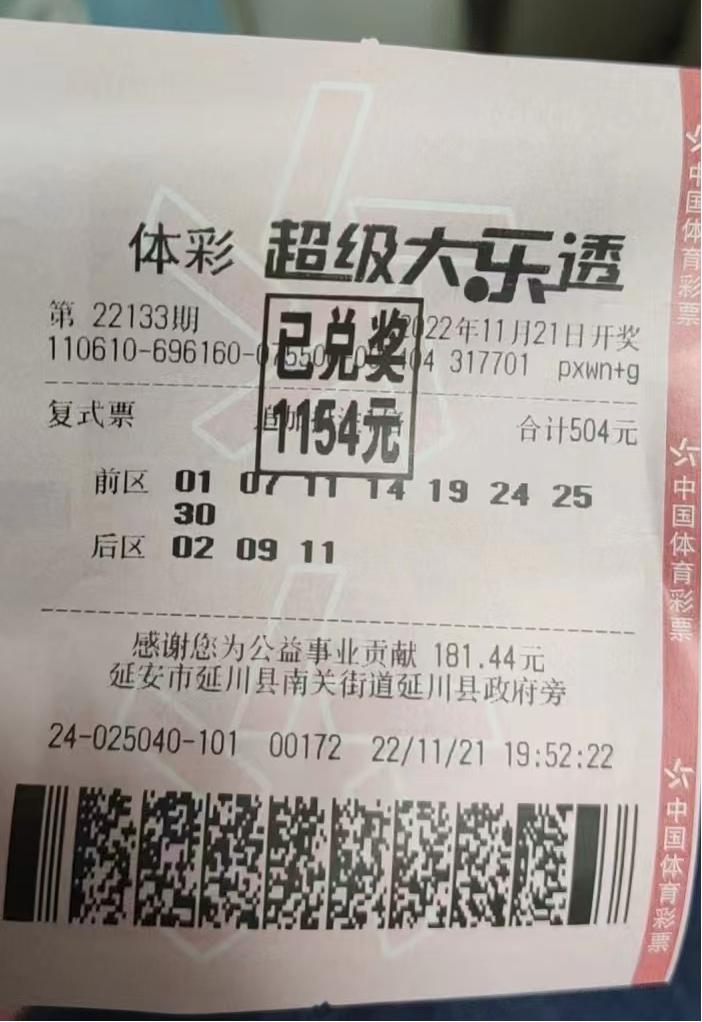 体彩 超级大乐透
已兑奖
1154元
第 22133期 2022年11月21日开奖
110610-696160-07550 404 317701 pxwn+g
复式票 合计504元
前区 01 07 11 14 19 24 25
30
后区 02 09 11
感谢您为公益事业贡献 181.44元
延安市延川县南关街道延川县政府旁
24-025040-101 00172 22/11/21 19:52:22
中国体育彩票
中国体育彩票
中国体育彩票